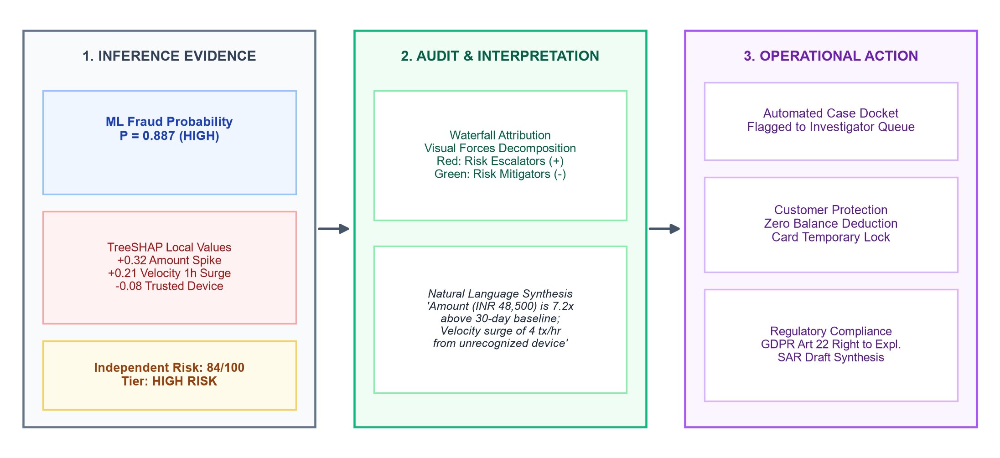 1. INFERENCE EVIDENCE
ML Fraud Probability
P = 0.887 (HIGH)
TreeSHAP Local Values
+0.32 Amount Spike
+0.21 Velocity 1h Surge
-0.08 Trusted Device
Independent Risk: 84/100
Tier: HIGH RISK
2. AUDIT & INTERPRETATION
Waterfall Attribution
Visual Forces Decomposition
Red: Risk Escalators (+)
Green: Risk Mitigators (-)
Natural Language Synthesis
'Amount (INR 48,500) is 7.2x
above 30-day baseline;
Velocity surge of 4 tx/hr
from unrecognized device'
3. OPERATIONAL ACTION
Automated Case Docket
Flagged to Investigator Queue
Customer Protection
Zero Balance Deduction
Card Temporary Lock
Regulatory Compliance
GDPR Art 22 Right to Expl.
SAR Draft Synthesis